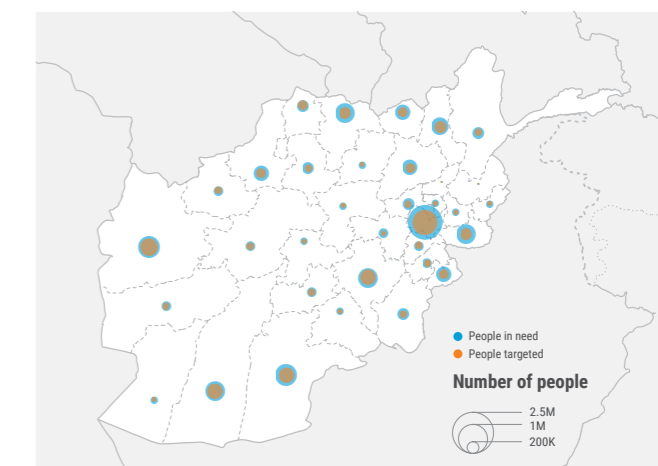 People in need
People targeted
Number of people
2.5M
1M
200K